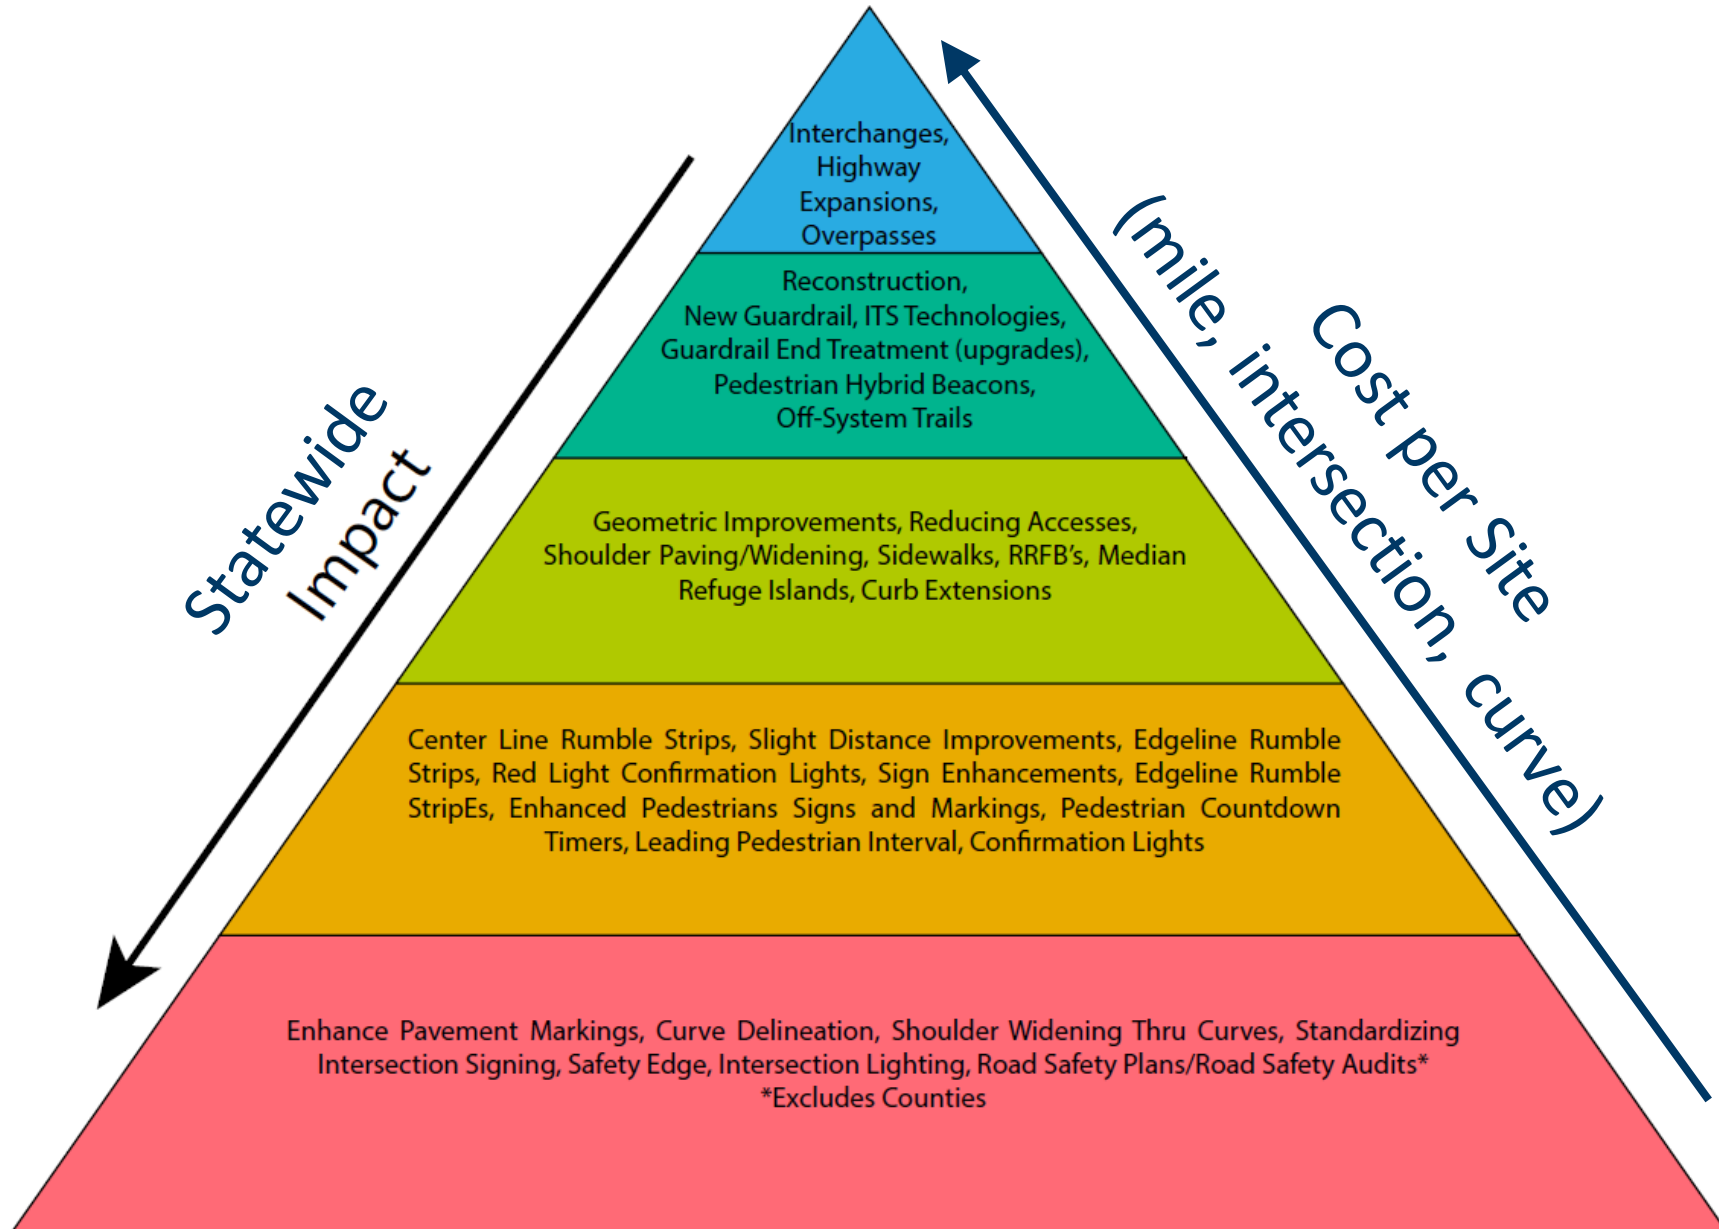 Interchanges,
Highway
Expansions,
Overpasses
Reconstruction,
New Guardrail, ITS Technologies,
Guardrail End Treatment (upgrades),
Pedestrian Hybrid Beacons,
Off-System Trails
Geometric Improvements, Reducing Accesses,
Shoulder Paving/Widening, Sidewalks, RRFB's, Median
Refuge Islands, Curb Extensions
Center Line Rumble Strips, Slight Distance Improvements, Edgeline Rumble
Strips, Red Light Confirmation Lights, Sign Enhancements, Edgeline Rumble
StripEs, Enhanced Pedestrians Signs and Markings, Pedestrian Countdown
Timers, Leading Pedestrian Interval, Confirmation Lights
Enhance Pavement Markings, Curve Delineation, Shoulder Widening Thru Curves, Standardizing
Intersection Signing, Safety Edge, Intersection Lighting, Road Safety Plans/Road Safety Audits*
*Excludes Counties
Statewide
Impact
Cost per Site
(mile, intersection, curve)